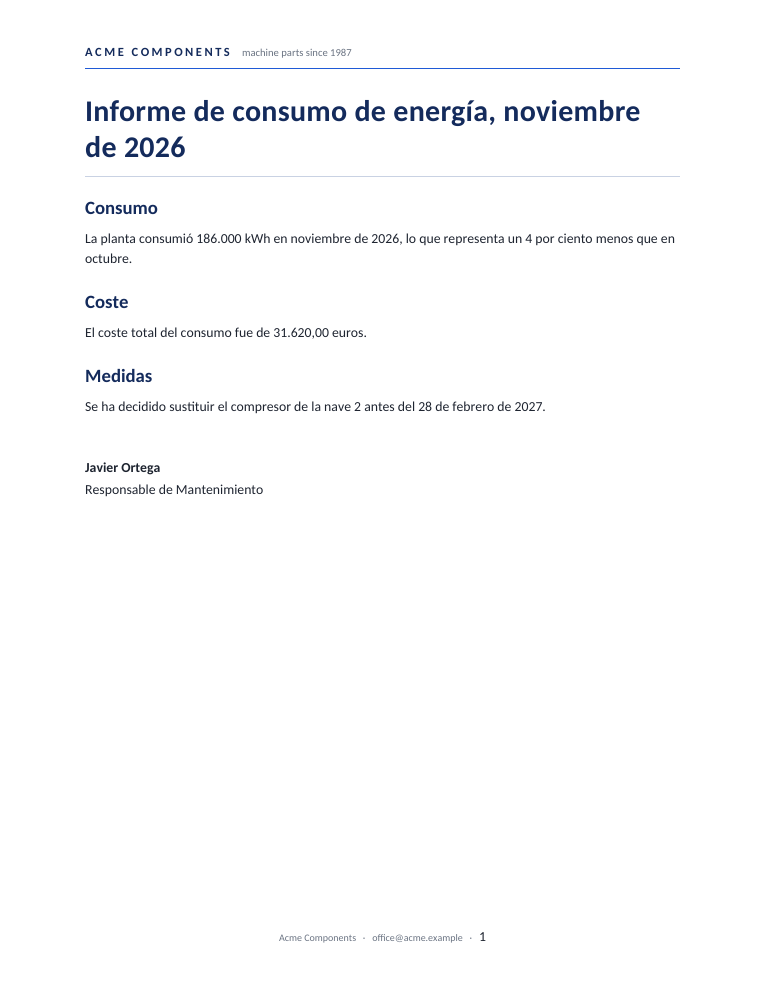 ACME COMPONENTS machine parts since 1987
Informe de consumo de energía, noviembre
de 2026
Consumo
La planta consumió 186.000 kWh en noviembre de 2026, lo que representa un 4 por ciento menos que en
octubre.
Coste
El coste total del consumo fue de 31.620,00 euros.
Medidas
Se ha decidido sustituir el compresor de la nave 2 antes del 28 de febrero de 2027.
Javier Ortega
Responsable de Mantenimiento
Acme Components · office@acme.example · 1